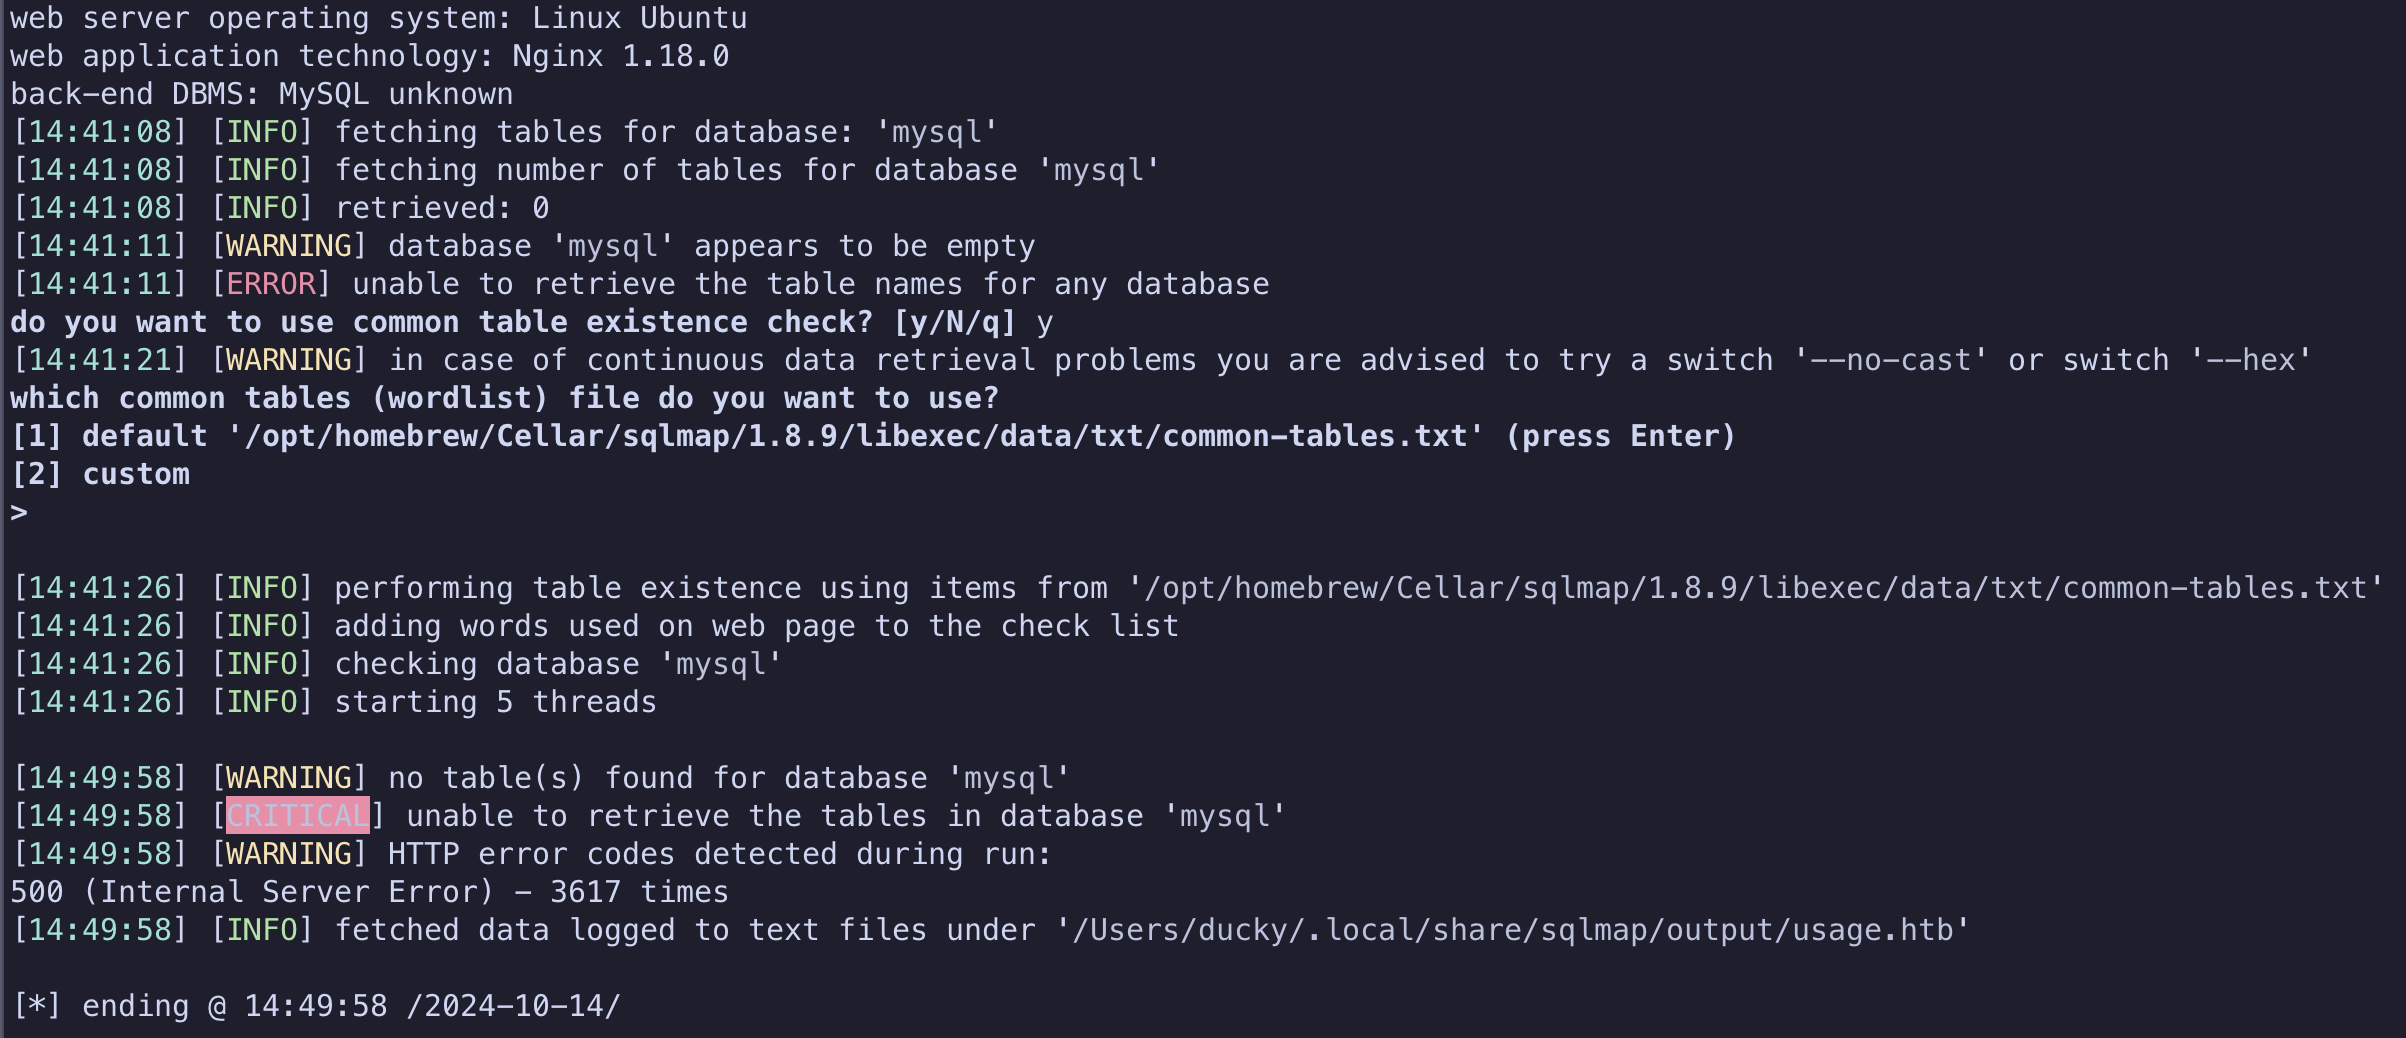 web server operating system: Linux Ubuntu
web application technology: Nginx 1.18.0
back-end DBMS: MySQL unknown
[14:41:08] [INFO] fetching tables for database: 'mysql'
[14:41:08] [INFO] fetching number of tables for database 'mysql'
[14:41:08] [INFO] retrieved: 0
[14:41:11] [WARNING] database 'mysql' appears to be empty
[14:41:11] [ERROR] unable to retrieve the table names for any database
do you want to use common table existence check? [y/N/q] y
[14:41:21] [WARNING] in case of continuous data retrieval problems you are advised to try a switch '--no-cast' or switch '--hex'
which common tables (wordlist) file do you want to use?
[1] default '/opt/homebrew/Cellar/sqlmap/1.8.9/libexec/data/txt/common-tables.txt' (press Enter)
[2] custom
>
[14:41:26] [INFO] performing table existence using items from '/opt/homebrew/Cellar/sqlmap/1.8.9/libexec/data/txt/common-tables.txt'
[14:41:26] [INFO] adding words used on web page to the check list
[14:41:26] [INFO] checking database 'mysql'
[14:41:26] [INFO] starting 5 threads
[14:49:58] [WARNING] no table(s) found for database 'mysql'
[14:49:58] [CRITICAL] unable to retrieve the tables in database 'mysql'
[14:49:58] [WARNING] HTTP error codes detected during run:
500 (Internal Server Error) - 3617 times
[14:49:58] [INFO] fetched data logged to text files under '/Users/ducky/.local/share/sqlmap/output/usage.htb'
[*] ending @ 14:49:58 /2024-10-14/